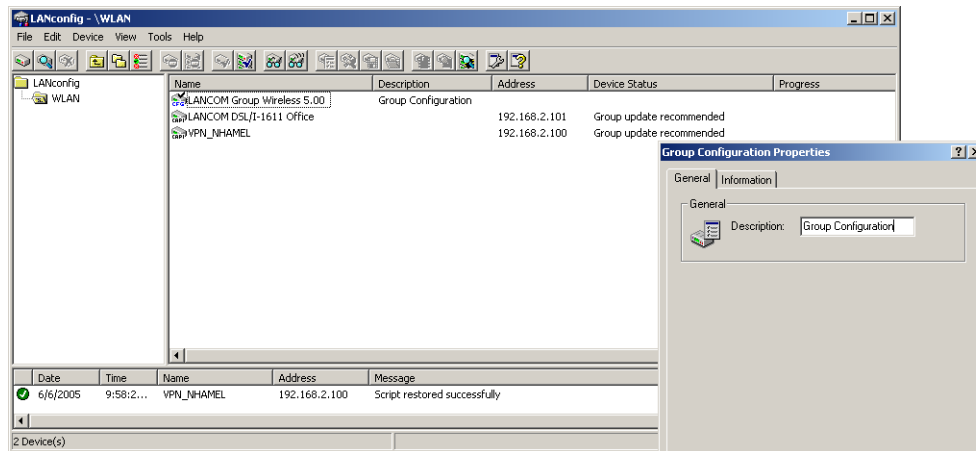 LANconfig - \WLAN
File Edit Device View Tools Help
LANconfig
WLAN
Name Description Address Device Status Progress
LANCOM Group Wireless 5.00 Group Configuration
LANCOM DSL/I-1611 Office 192.168.2.101 Group update recommended
VPN_NHAMEL 192.168.2.100 Group update recommended
Group Configuration Properties
General Information
General
Description: Group Configuration
Date Time Name Address Message
6/6/2005 9:58:2... VPN_NHAMEL 192.168.2.100 Script restored successfully
2 Device(s)